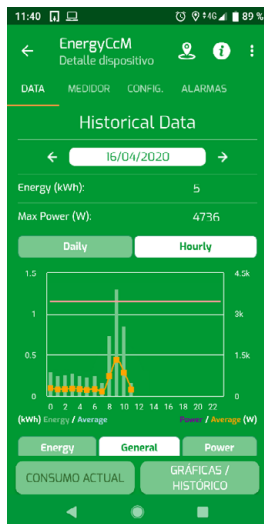 11:40 4G 89 %
EnergyCcM
Detalle dispositivo
DATA MEDIDOR CONFIG. ALARMAS
Historical Data
16/04/2020
Energy (kWh): 5
Max Power (W): 4736
Daily Hourly
1.5 4.5k
1 3k
0.5 1.5k
0 0
0 2 4 6 7 8 10 12 14 16 18 20 22
(kWh) Energy / Average Power / Average (W)
Energy General Power
CONSUMO ACTUAL GRÁFICAS / HISTÓRICO